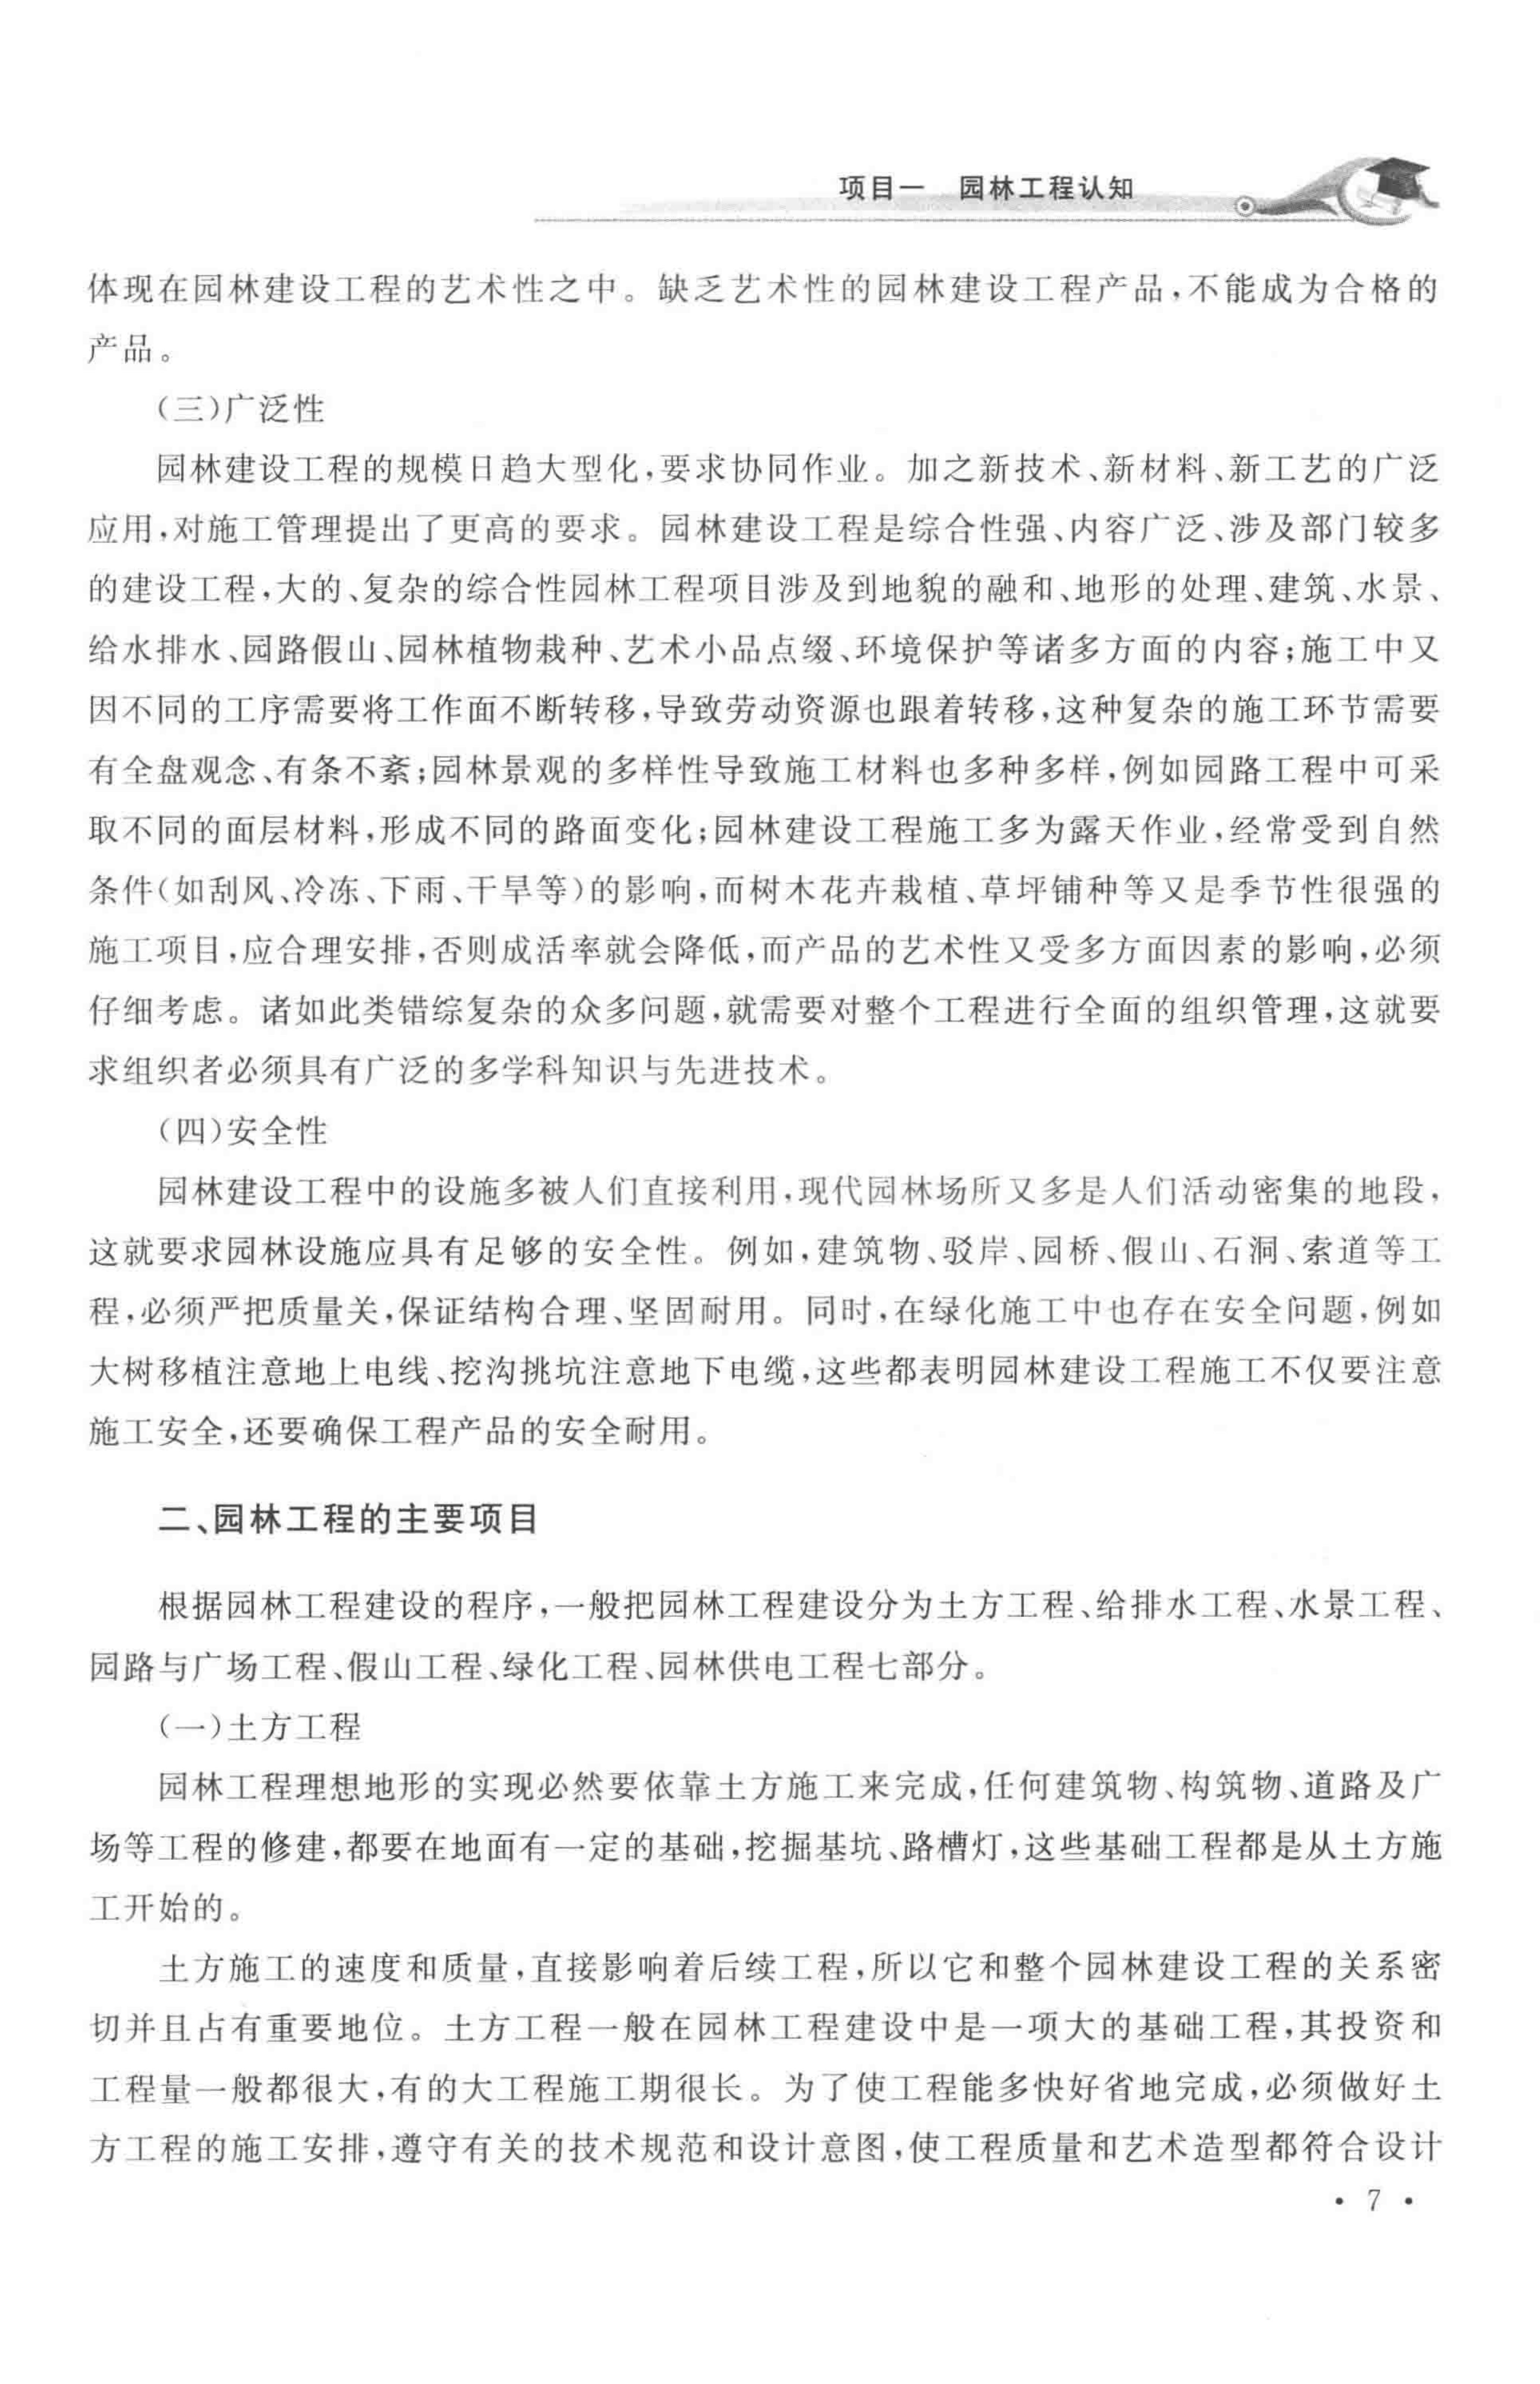 项目一 园林工程认知
体现在园林建设工程的艺术性之中。缺乏艺术性的园林建设工程产品,不能成为合格的
产品。
(三)广泛性
园林建设工程的规模日趋大型化,要求协同作业。加之新技术、新材料、新工艺的广泛
应用,对施工管理提出了更高的要求。园林建设工程是综合性强、内容广泛、涉及部门较多
的建设工程,大的、复杂的综合性园林工程项目涉及到地貌的融和、地形的处理、建筑、水景、
给水排水、园路假山、园林植物栽种、艺术小品点缀、环境保护等诸多方面的内容;施工中又
因不同的工序需要将工作面不断转移,导致劳动资源也跟着转移,这种复杂的施工环节需要
有全盘观念、有条不紊;园林景观的多样性导致施工材料也多种多样,例如园路工程中可采
取不同的面层材料,形成不同的路面变化;园林建设工程施工多为露天作业,经常受到自然
条件(如刮风、冷冻、下雨、干旱等)的影响,而树木花卉栽植、草坪铺种等又是季节性很强的
施工项目,应合理安排,否则成活率就会降低,而产品的艺术性又受多方面因素的影响,必须
仔细考虑。诸如此类错综复杂的众多问题,就需要对整个工程进行全面的组织管理,这就要
求组织者必须具有广泛的多学科知识与先进技术。
(四)安全性
园林建设工程中的设施多被人们直接利用,现代园林场所又多是人们活动密集的地段,
这就要求园林设施应具有足够的安全性。例如,建筑物、驳岸、园桥、假山、石洞、索道等工
程,必须严把质量关,保证结构合理、坚固耐用。同时,在绿化施工中也存在安全问题,例如
大树移植注意地上电线、挖沟挑坑注意地下电缆,这些都表明园林建设工程施工不仅要注意
施工安全,还要确保工程产品的安全耐用。
二、园林工程的主要项目
根据园林工程建设的程序,一般把园林工程建设分为土方工程、给排水工程、水景工程、
园路与广场工程、假山工程、绿化工程、园林供电工程七部分。
(一)土方工程
园林工程理想地形的实现必然要依靠土方施工来完成,任何建筑物、构筑物、道路及广
场等工程的修建,都要在地面有一定的基础,挖掘基坑、路槽灯,这些基础工程都是从土方施
工开始的。
土方施工的速度和质量,直接影响着后续工程,所以它和整个园林建设工程的关系密
切并且占有重要地位。土方工程一般在园林工程建设中是一项大的基础工程,其投资和
工程量一般都很大,有的大工程施工期很长。为了使工程能多快好省地完成,必须做好土
方工程的施工安排,遵守有关的技术规范和设计意图,使工程质量和艺术造型都符合设计
• 7 •